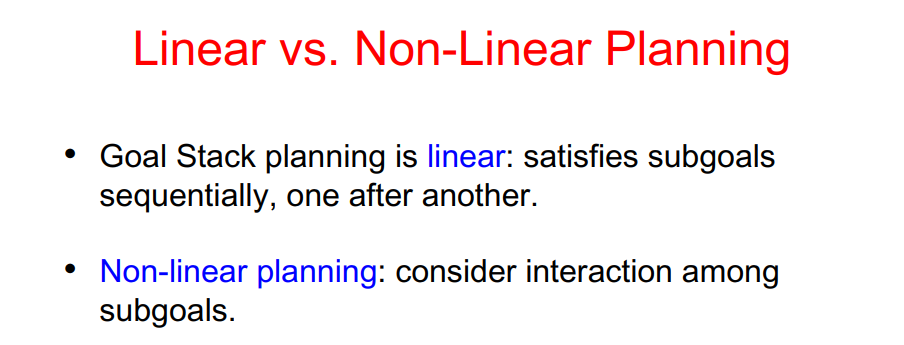 Linear vs. Non-Linear Planning
• Goal Stack planning is linear: satisfies subgoals
sequentially, one after another.
• Non-linear planning: consider interaction among
subgoals.